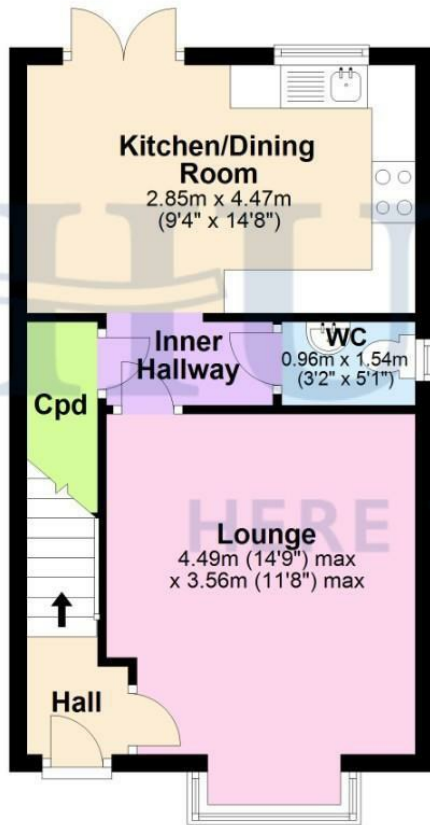 Kitchen/Dining
Room
2.85m x 4.47m
(9'4" x 14'8")
Inner
Hallway
WC
0.96m x 1.54m
(3'2" x 5'1")
Cpd
HU
HERE
Lounge
4.49m (14'9") max
x 3.56m (11'8") max
Hall